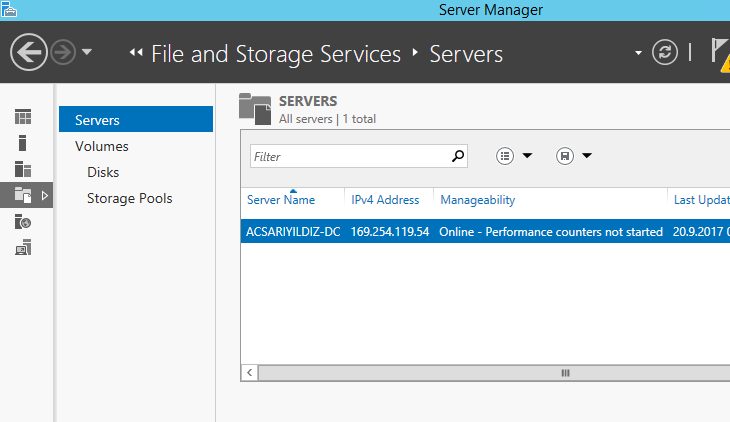 Server Manager
File and Storage Services Servers
Servers
Volumes
Disks
Storage Pools
SERVERS
All servers | 1 total
Filter
Server Name IPv4 Address Manageability Last Updat
ACSARIYILDIZ-DC 169.254.119.54 Online - Performance counters not started 20.9.2017 0